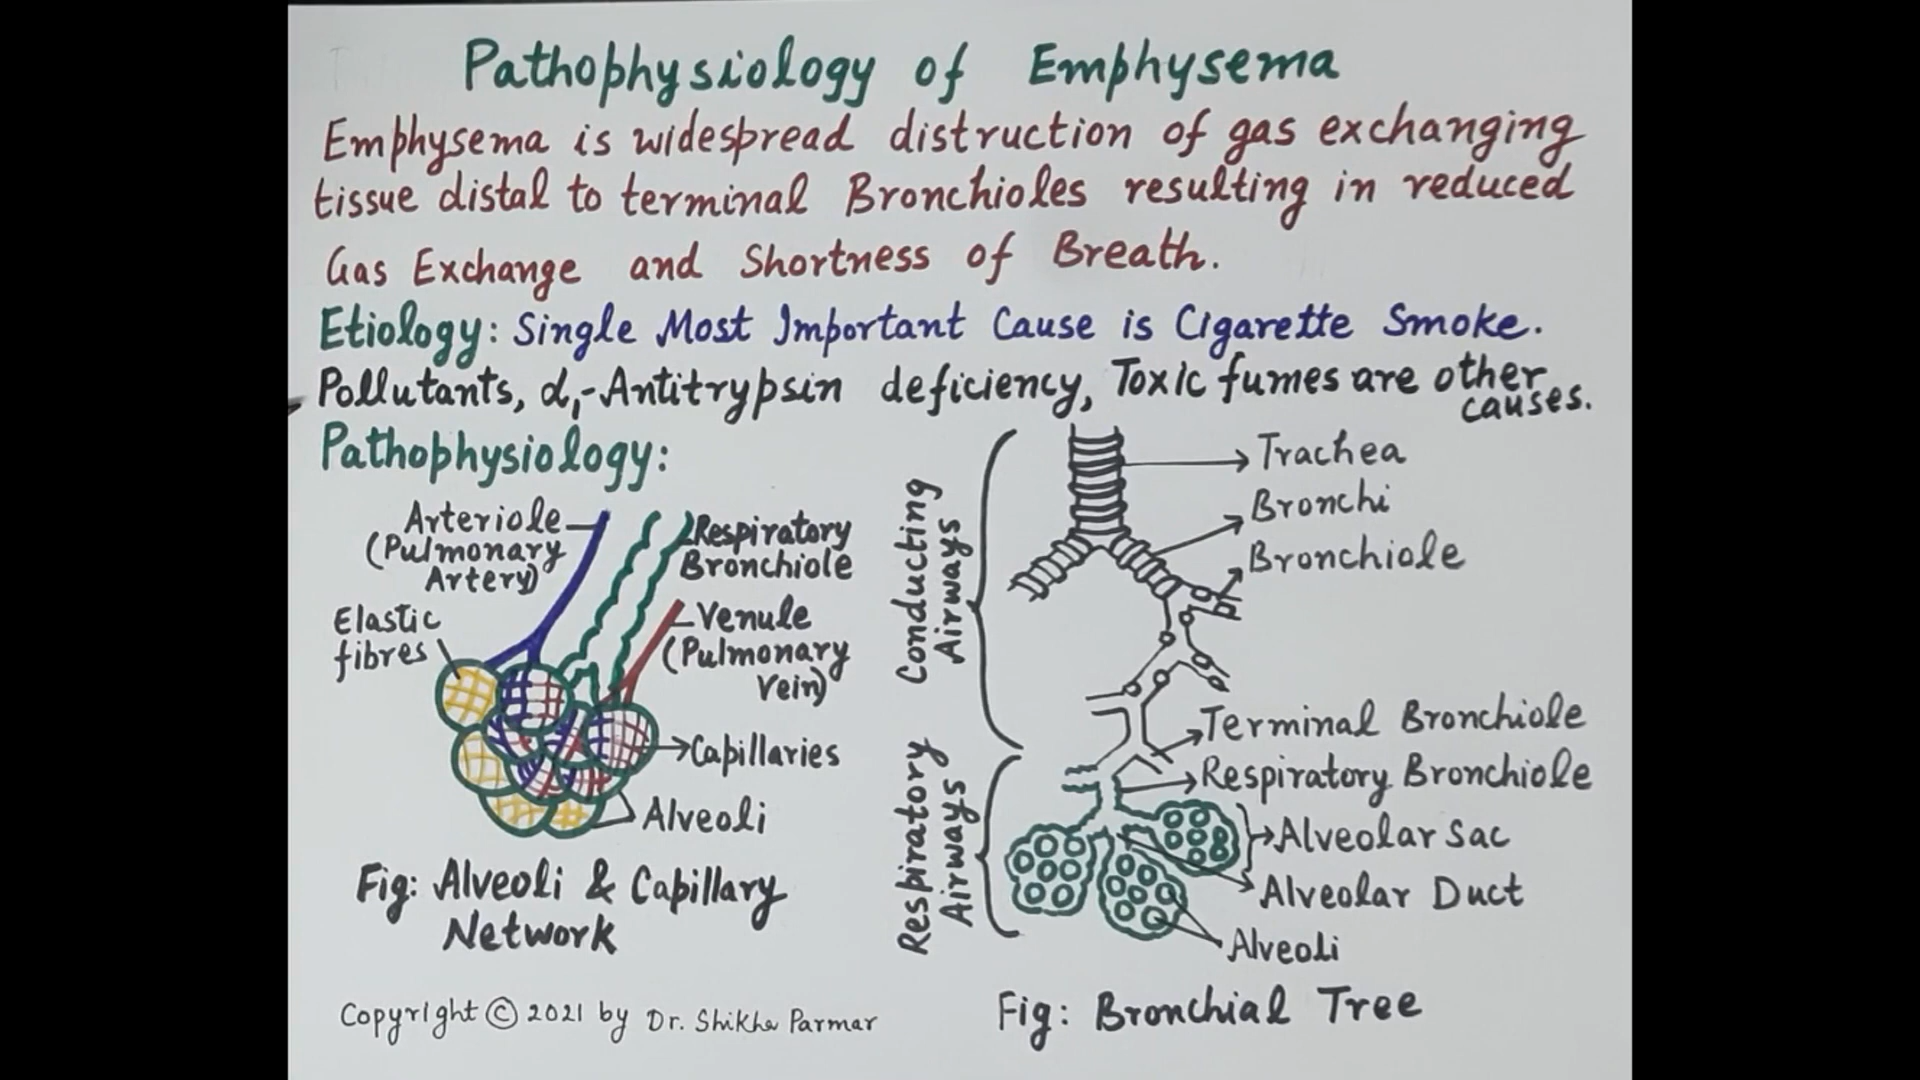 Pathophysiology of Emphysema
Emphysema is widespread distruction of gas exchanging
tissue distal to terminal Bronchioles resulting in reduced
Gas Exchange and Shortness of Breath.
Etiology: Single Most Important Cause is Cigarette Smoke.
Pollutants, α₁-Antitrypsin deficiency, Toxic fumes are other
causes.
Pathophysiology:
Arteriole
(Pulmonary
Artery)
Respiratory
Bronchiole
Elastic
fibres
Venule
(Pulmonary
Vein)
Capillaries
Alveoli
Fig: Alveoli & Capillary
Network
Conducting
Airways
Respiratory
Airways
Trachea
Bronchi
Bronchiole
Terminal Bronchiole
Respiratory Bronchiole
Alveolar Sac
Alveolar Duct
Alveoli
Fig: Bronchial Tree
Copyright © 2021 by Dr. Shikha Parmar